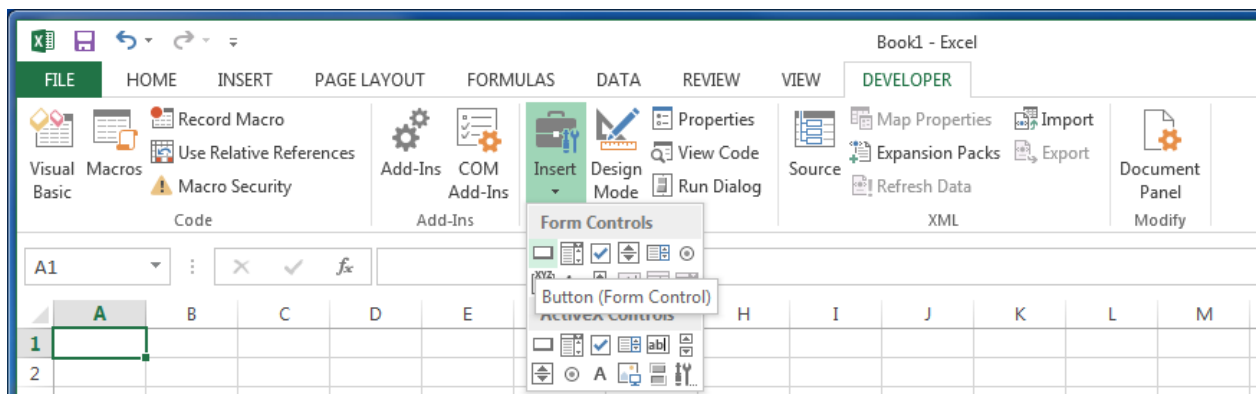 Book1 - Excel
FILE HOME INSERT PAGE LAYOUT FORMULAS DATA REVIEW VIEW DEVELOPER
Visual Basic
Macros
Record Macro
Use Relative References
Macro Security
Code
Add-Ins
COM Add-Ins
Add-Ins
Insert
Design Mode
Properties
View Code
Run Dialog
Source
Map Properties
Expansion Packs
Refresh Data
Import
Export
XML
Document Panel
Modify
Form Controls
Button (Form Control)
ActiveX Controls
ab
A
A1
fx
A B C D E H I J K L M
1
2